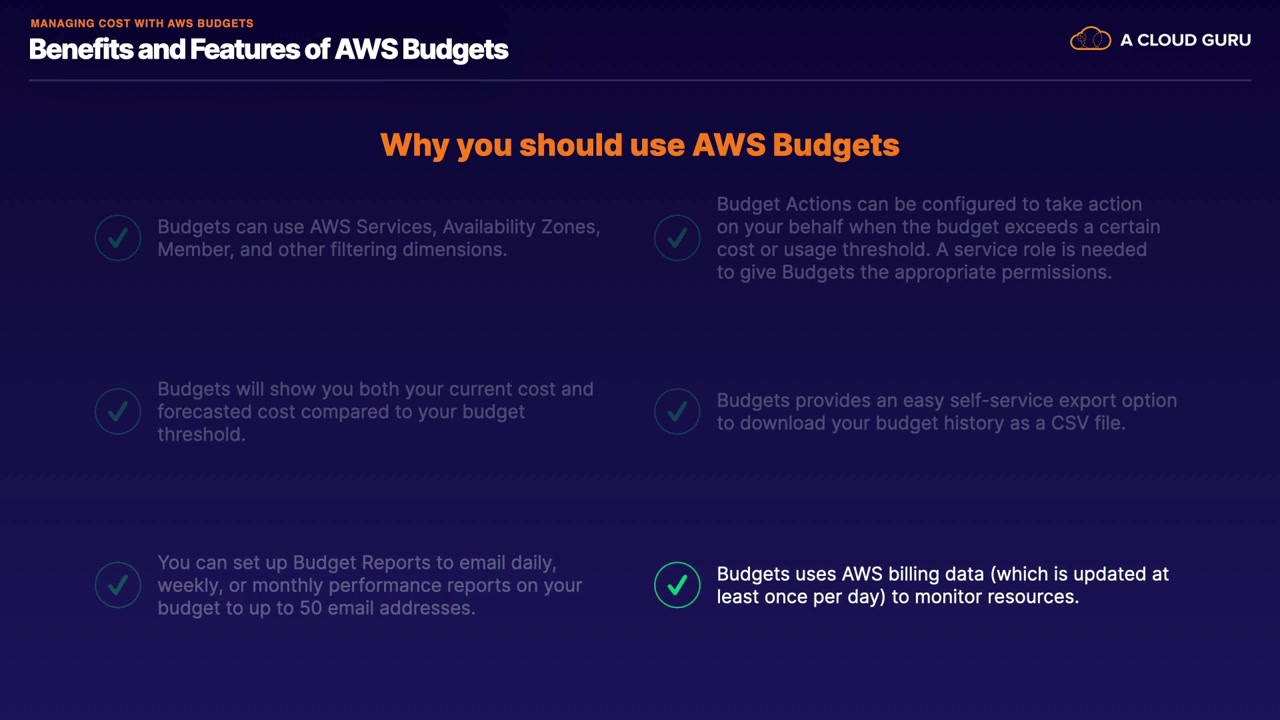 MANAGING COST WITH AWS BUDGETS
Benefits and Features of AWS Budgets
A CLOUD GURU
Why you should use AWS Budgets
Budgets can use AWS Services, Availability Zones,
Member, and other filtering dimensions.
Budget Actions can be configured to take action
on your behalf when the budget exceeds a certain
cost or usage threshold. A service role is needed
to give Budgets the appropriate permissions.
Budgets will show you both your current cost and
forecasted cost compared to your budget
threshold.
Budgets provides an easy self-service export option
to download your budget history as a CSV file.
You can set up Budget Reports to email daily,
weekly, or monthly performance reports on your
budget to up to 50 email addresses.
Budgets uses AWS billing data (which is updated at
least once per day) to monitor resources.